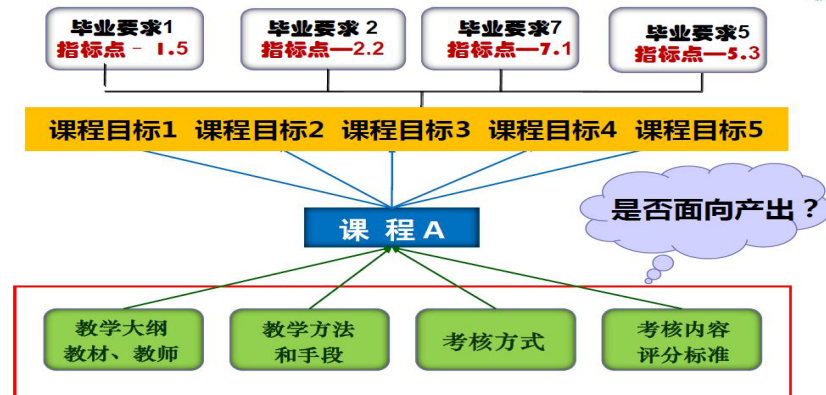 毕业要求1
指标点 - 1.5
毕业要求 2
指标点—2.2
毕业要求7
指标点—7.1
毕业要求5
指标点—5.3
课程目标1 课程目标2 课程目标3 课程目标4 课程目标5
是否面向产出？
课 程 A
教学大纲
教材、教师
教学方法
和手段
考核方式
考核内容
评分标准